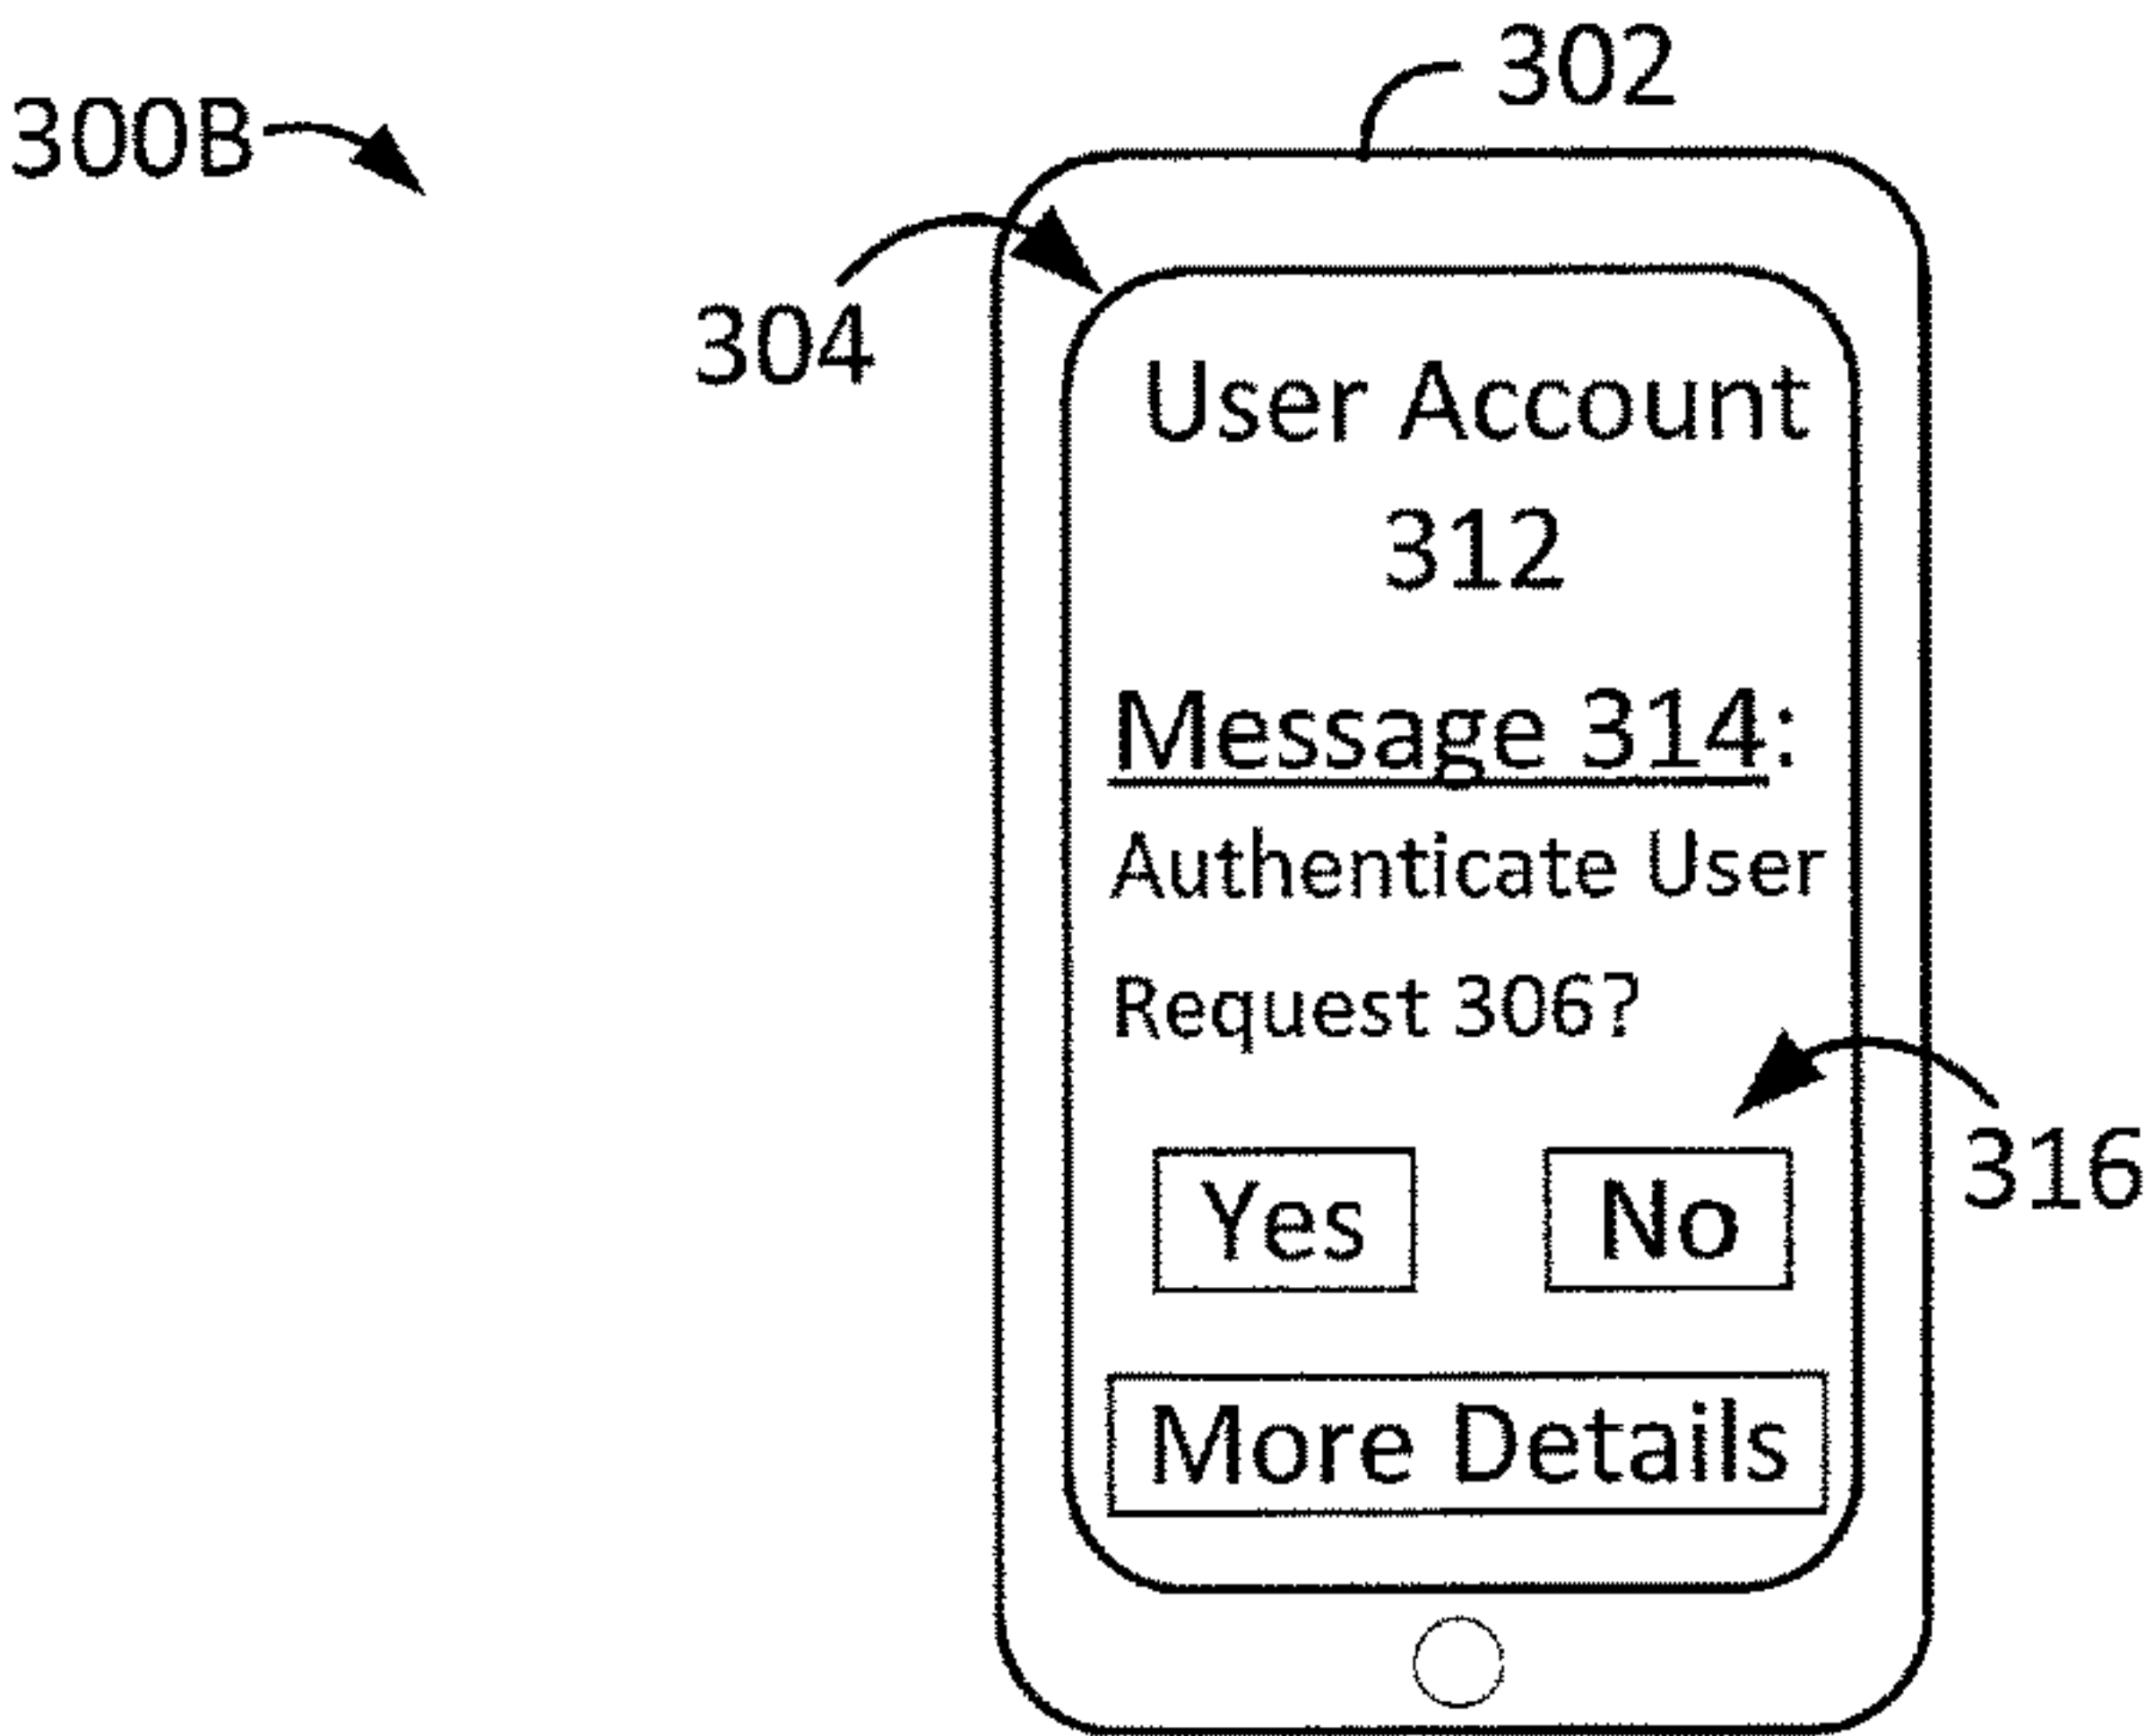 302
300B
304
User Account
312
Message 314:
Authenticate User
Request 306?
316
Yes
No
More Details